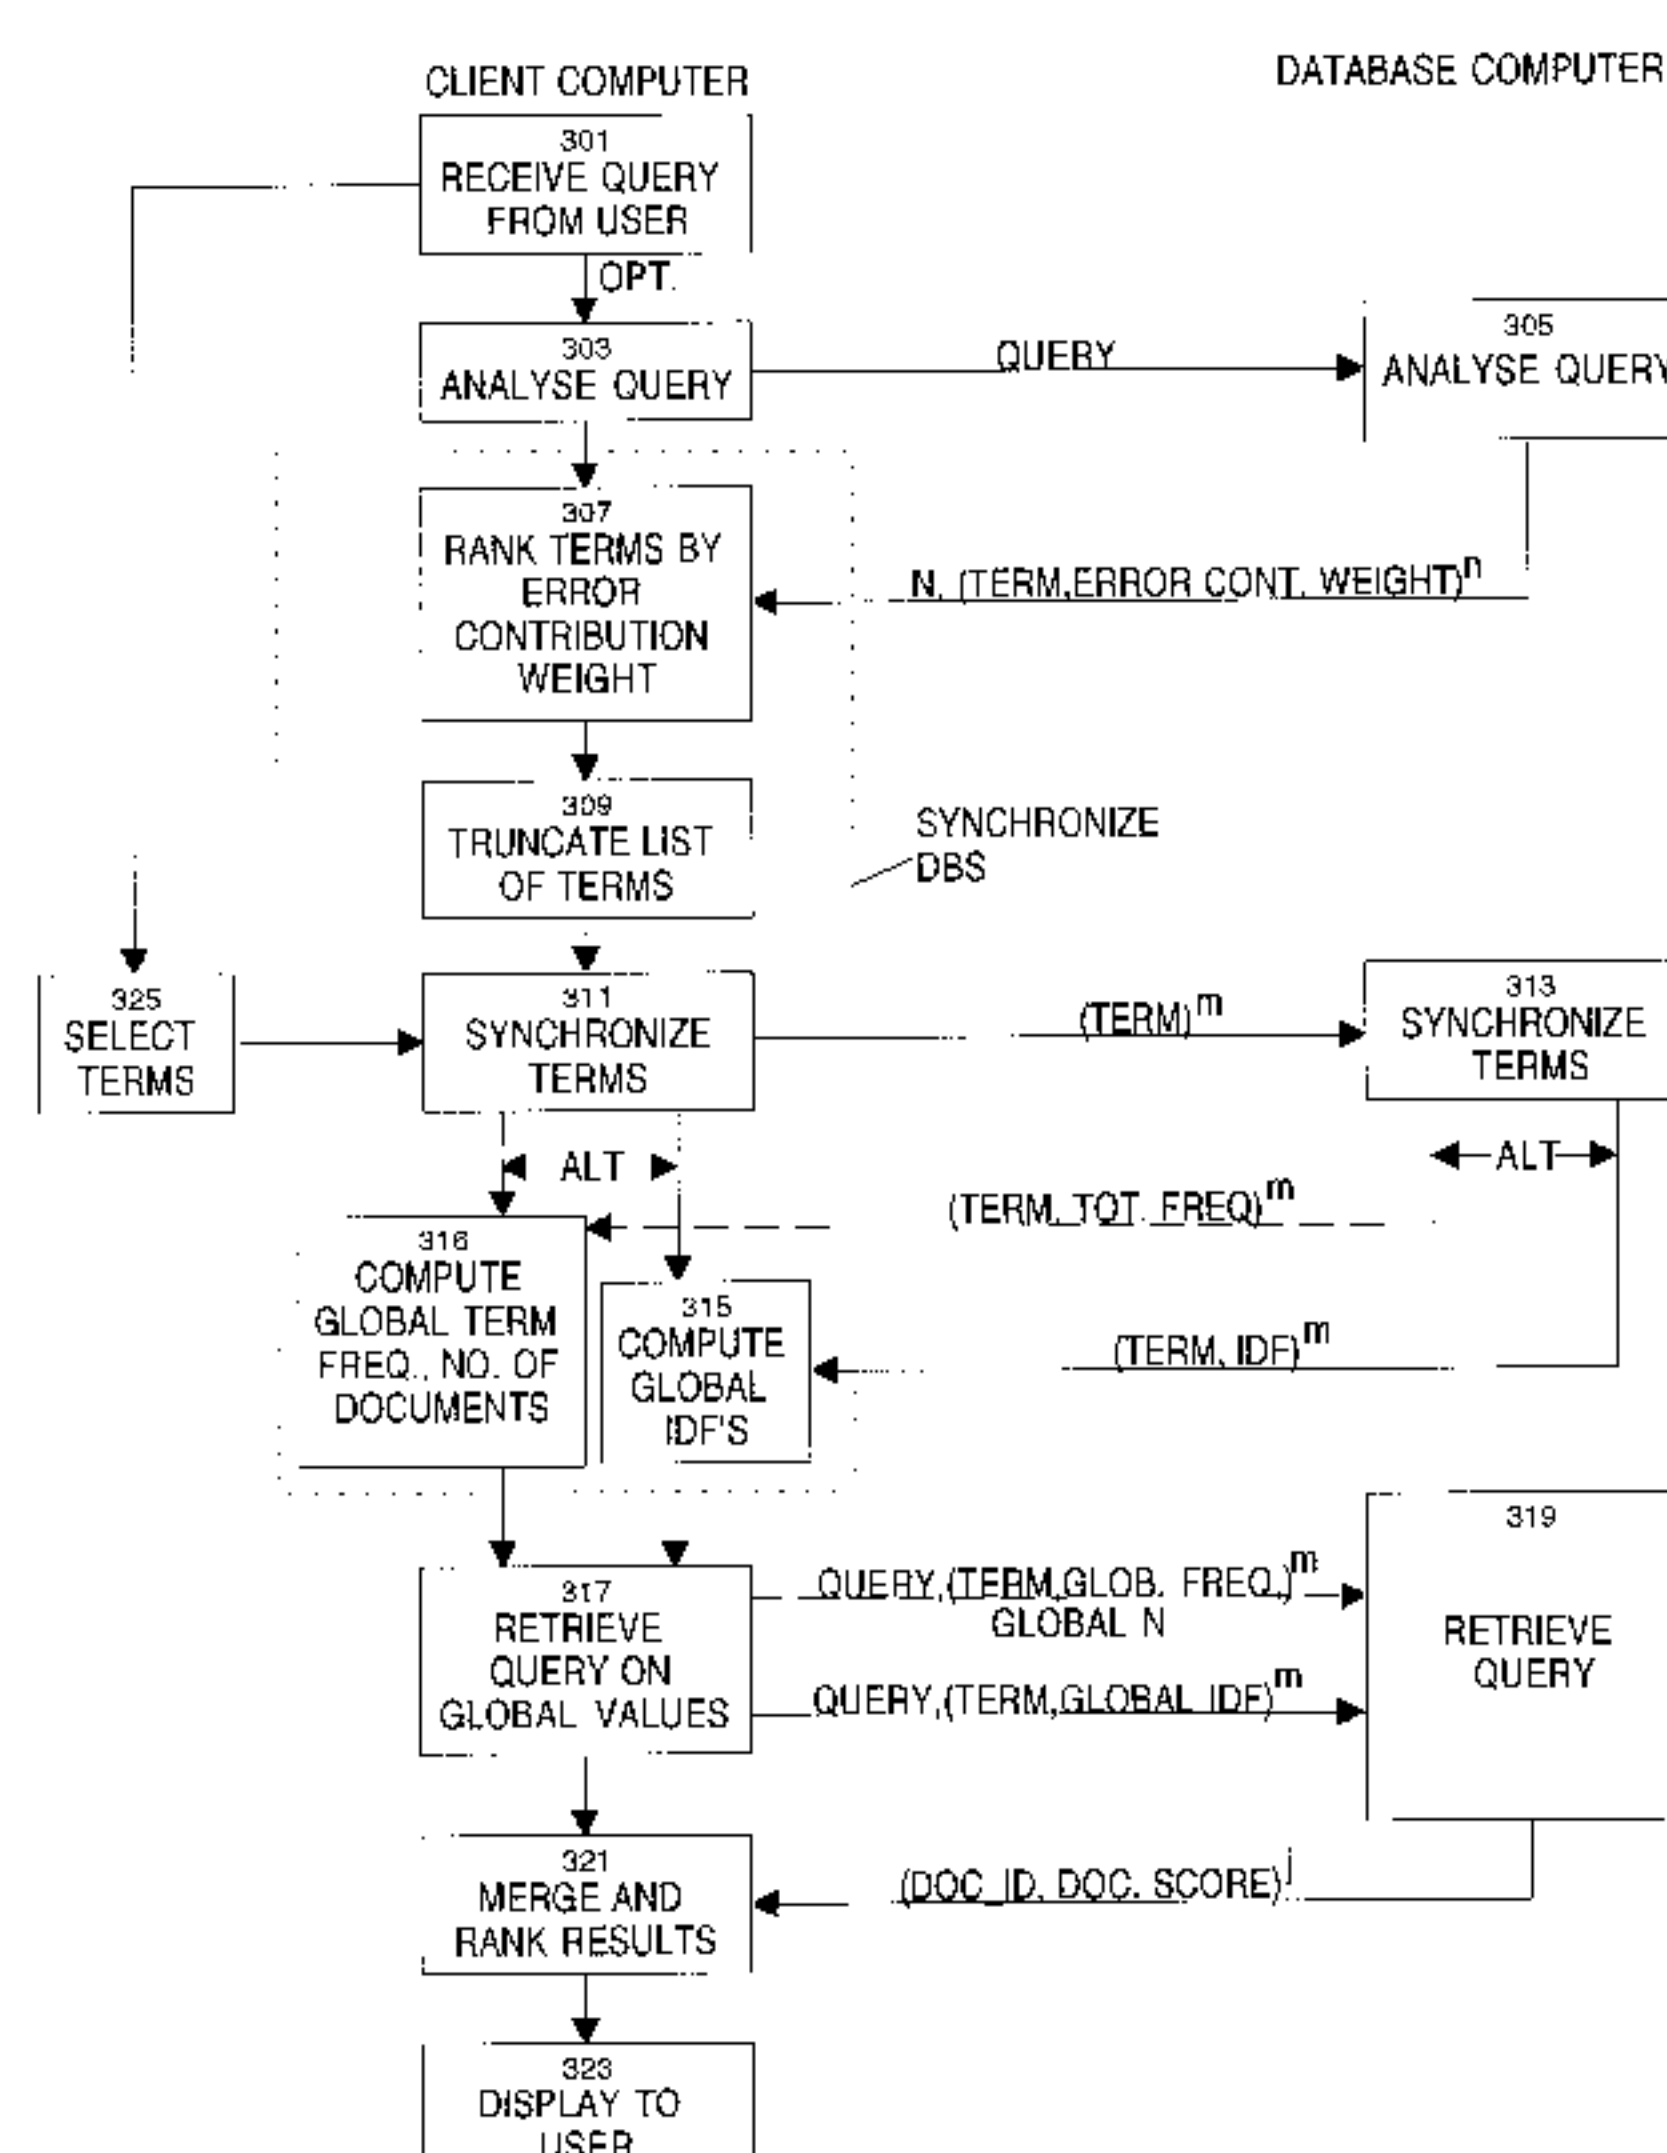 CLIENT COMPUTER
DATABASE COMPUTER
301
RECEIVE QUERY
FROM USER
OPT.
303
ANALYSE QUERY
QUERY
305
ANALYSE QUERY
307
RANK TERMS BY
ERROR
CONTRIBUTION
WEIGHT
N, (TERM,ERROR CONT. WEIGHT)n
309
TRUNCATE LIST
OF TERMS
SYNCHRONIZE
DBS
325
SELECT
TERMS
311
SYNCHRONIZE
TERMS
(TERM)m
313
SYNCHRONIZE
TERMS
ALT
ALT
(TERM, TOT. FREQ)m
316
COMPUTE
GLOBAL TERM
FREQ., NO. OF
DOCUMENTS
315
COMPUTE
GLOBAL
IDF'S
(TERM, IDF)m
317
RETRIEVE
QUERY ON
GLOBAL VALUES
QUERY,(TERM,GLOB. FREQ.)m
GLOBAL N
QUERY,(TERM,GLOBAL IDF)m
319
RETRIEVE
QUERY
321
MERGE AND
RANK RESULTS
(DOC_ID, DOC. SCORE)j
323
DISPLAY TO
USER